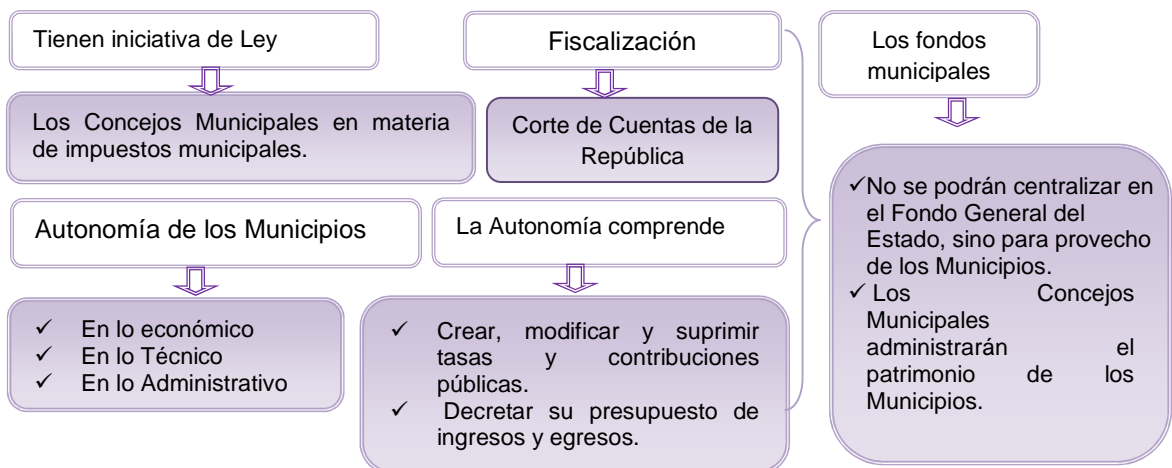 Tienen iniciativa de Ley
Los Concejos Municipales en materia
de impuestos municipales.
Fiscalización
Corte de Cuentas de la
República
Los fondos
municipales
✓No se podrán centralizar en
el Fondo General del
Estado, sino para provecho
de los Municipios.
✓ Los Concejos
Municipales
administrarán el
patrimonio de los
Municipios.
Autonomía de los Municipios
✓ En lo económico
✓ En lo Técnico
✓ En lo Administrativo
La Autonomía comprende
✓ Crear, modificar y suprimir
tasas y contribuciones
públicas.
✓ Decretar su presupuesto de
ingresos y egresos.